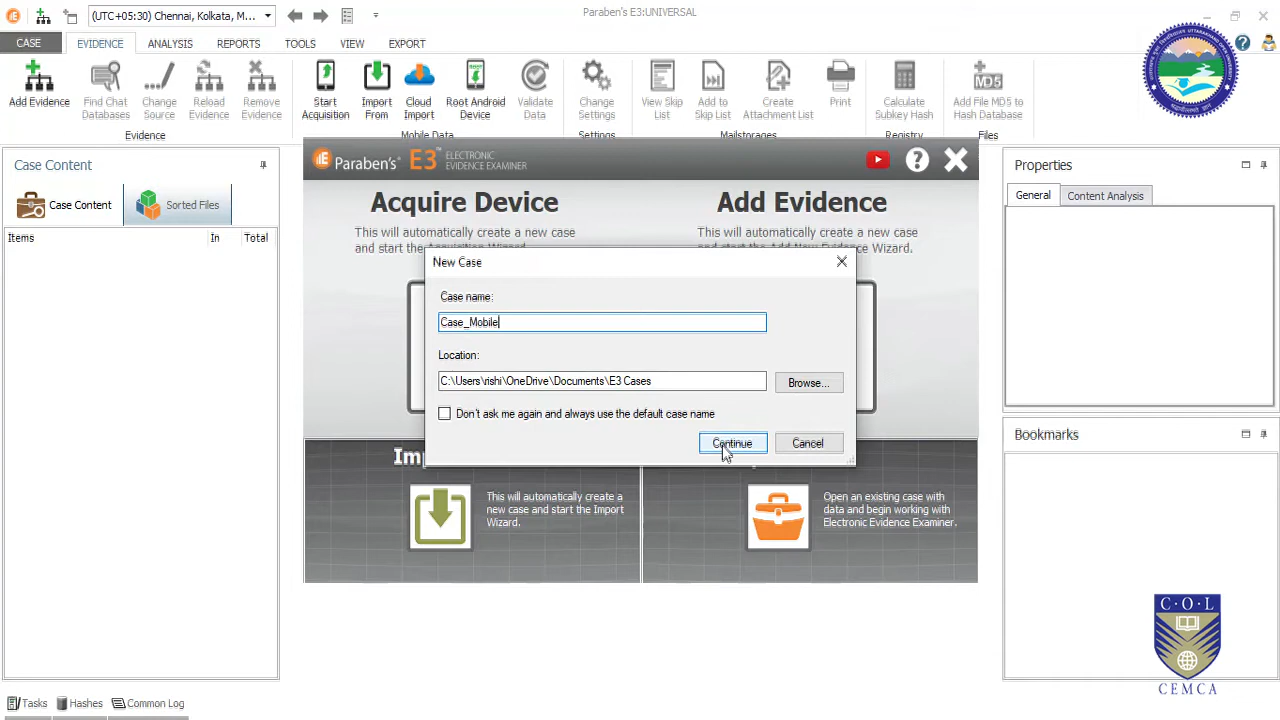 (UTC+05:30) Chennai, Kolkata, M...
Paraben's E3:UNIVERSAL
CASE
EVIDENCE
ANALYSIS
REPORTS
TOOLS
VIEW
EXPORT
Add Evidence
Find Chat
Databases
Change
Source
Reload
Evidence
Remove
Evidence
Start
Acquisition
Import
From
Cloud
Import
Root Android
Device
Validate
Data
Change
Settings
View Skip
List
Add to
Skip List
Create
Attachment List
Print
Calculate
Subkey Hash
Add File MD5 to
Hash Database
Evidence
Mobile Data
Settings
Mailstorages
Registry
Files
Case Content
Case Content
Sorted Files
Items
In
Total
Paraben's E3 ELECTRONIC
EVIDENCE EXAMINER
Acquire Device
This will automatically create a new case
and start the Acquisition Wizard.
Add Evidence
This will automatically create a new case
and start the Add New Evidence Wizard.
New Case
Case name:
Case_Mobile
Location:
C:\Users\rishi\OneDrive\Documents\E3 Cases
Browse...
Don't ask me again and always use the default case name
Continue
Cancel
Im
This will automatically create a
new case and start the Import
Wizard.
Open an existing case with
data and begin working with
Electronic Evidence Examiner.
Properties
General
Content Analysis
Bookmarks
C·O·L
CEMCA
Tasks
Hashes
Common Log